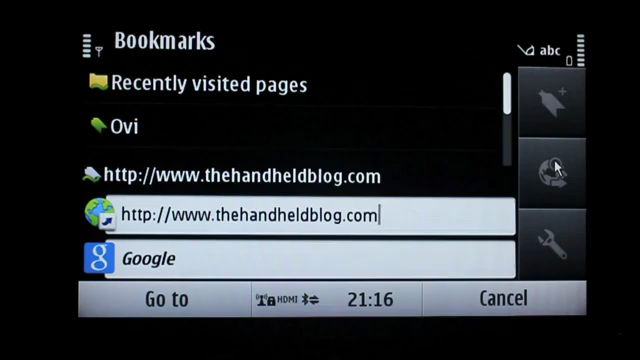 Bookmarks
abc
Recently visited pages
Ovi
http://www.thehandheldblog.com
http://www.thehandheldblog.com
g Google
Go to
HDMI
21:16
Cancel